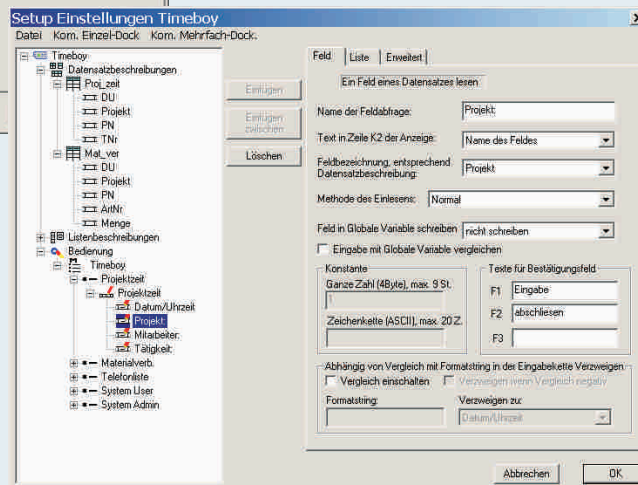 Setup Einstellungen Timeboy
Datei Kom. Einzel-Dock Kom. Mehrfach-Dock.
Timeboy
Datensatzbeschreibungen
Proj_zeit
DU
Projekt
PN
TNr
Mat_ver
DU
Projekt
PN
ArtNr
Menge
Listenbeschreibungen
Bedienung
Timeboy
Projektzeit
Projektzeit
Datum/Uhrzeit
Projekt:
Mitarbeiter:
Tätigkeit:
Materialverb.
Telefonliste
System User
System Admin
Einfügen
Einfügen
zwischen
Löschen
Feld Liste Erweitert
Ein Feld eines Datensatzes lesen
Name der Feldabfrage: Projekt:
Text in Zeile K2 der Anzeige: Name des Feldes
Feldbezeichnung, entsprechend
Datensatzbeschreibung: Projekt
Methode des Einlesens: Normal
Feld in Globale Variable schreiben nicht schreiben
Eingabe mit Globale Variable vergleichen
Konstante
Ganze Zahl (4Byte), max. 9 St.
1
Zeichenkette (ASCII), max. 20 Z.
Texte für Bestätigungsfeld
F1 Eingabe
F2 abschliesen
F3
Abhängig von Vergleich mit Formatstring in der Eingabekette Verzweigen
Vergleich einschalten Verzweigen wenn Vergleich negativ
Formatstring: Verzweigen zu:
Datum/Uhrzeit
Abbrechen OK